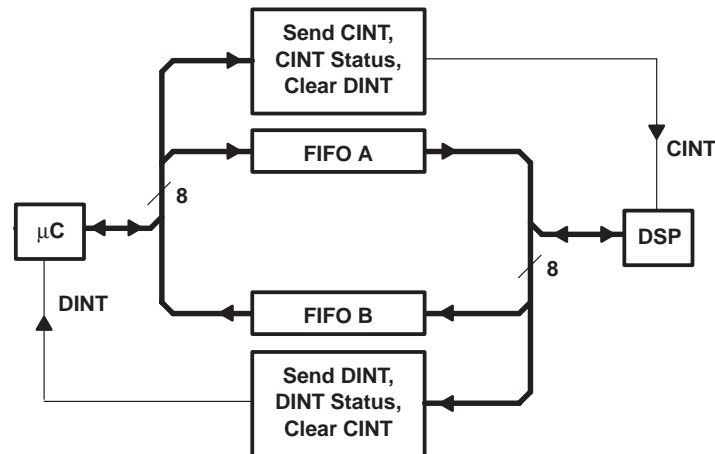 Send CINT,
CINT Status,
Clear DINT
FIFO A
CINT
8
μC
DSP
8
DINT
FIFO B
Send DINT,
DINT Status,
Clear CINT